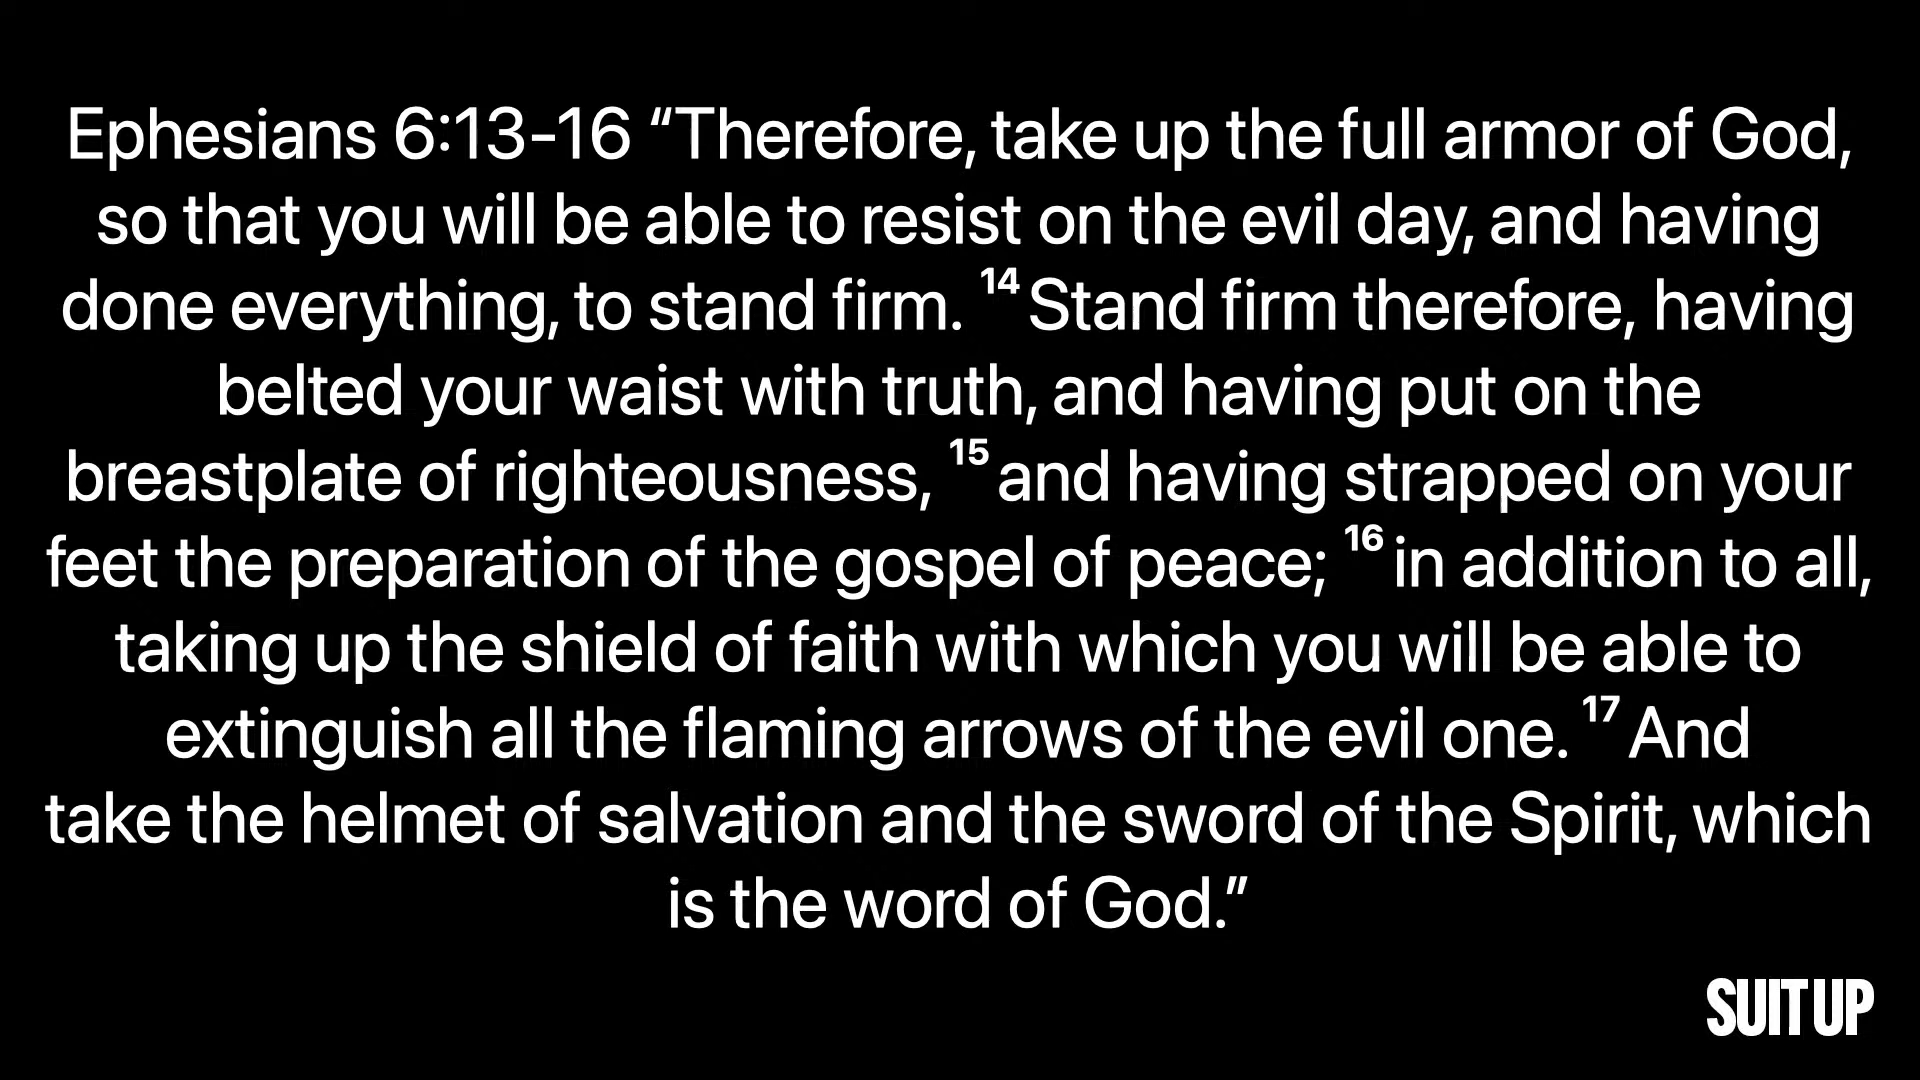 Ephesians 6:13-16 “Therefore, take up the full armor of God,
so that you will be able to resist on the evil day, and having
done everything, to stand firm. 14 Stand firm therefore, having
belted your waist with truth, and having put on the
breastplate of righteousness, 15 and having strapped on your
feet the preparation of the gospel of peace; 16 in addition to all,
taking up the shield of faith with which you will be able to
extinguish all the flaming arrows of the evil one. 17 And
take the helmet of salvation and the sword of the Spirit, which
is the word of God.”
SUIT UP